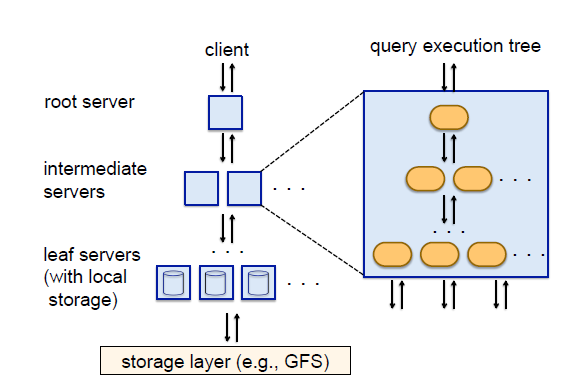 client
query execution tree
root server
intermediate
servers
. . .
. . .
. . .
. . .
leaf servers
(with local
storage)
. . .
. . .
storage layer (e.g., GFS)